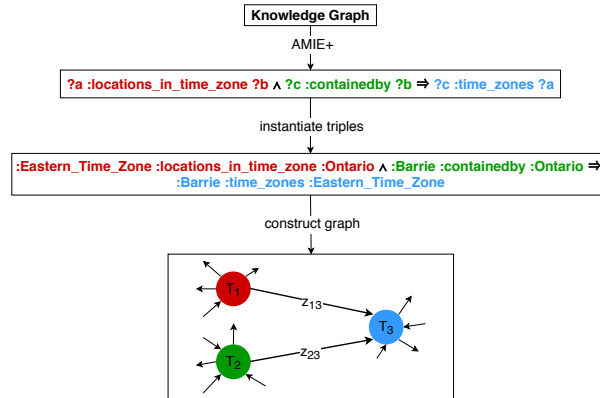 Knowledge Graph
AMIE+
?a :locations_in_time_zone ?b ∧ ?c :containedby ?b ⇒ ?c :time_zones ?a
instantiate triples
:Eastern_Time_Zone :locations_in_time_zone :Ontario ∧ :Barrie :containedby :Ontario ⇒
:Barrie :time_zones :Eastern_Time_Zone
construct graph
T₁
z₁₃
T₃
z₂₃
T₂